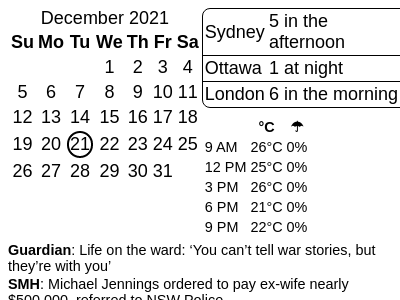 December 2021
Su Mo Tu We Th Fr Sa
1 2 3 4
5 6 7 8 9 10 11
12 13 14 15 16 17 18
19 20 21 22 23 24 25
26 27 28 29 30 31
Sydney 5 in the
afternoon
Ottawa 1 at night
London 6 in the morning
°C ☂
9 AM 26°C 0%
12 PM 25°C 0%
3 PM 26°C 0%
6 PM 21°C 0%
9 PM 22°C 0%
Guardian: Life on the ward: ‘You can’t tell war stories, but
they’re with you’
SMH: Michael Jennings ordered to pay ex-wife nearly
$500,000, referred to NSW Police